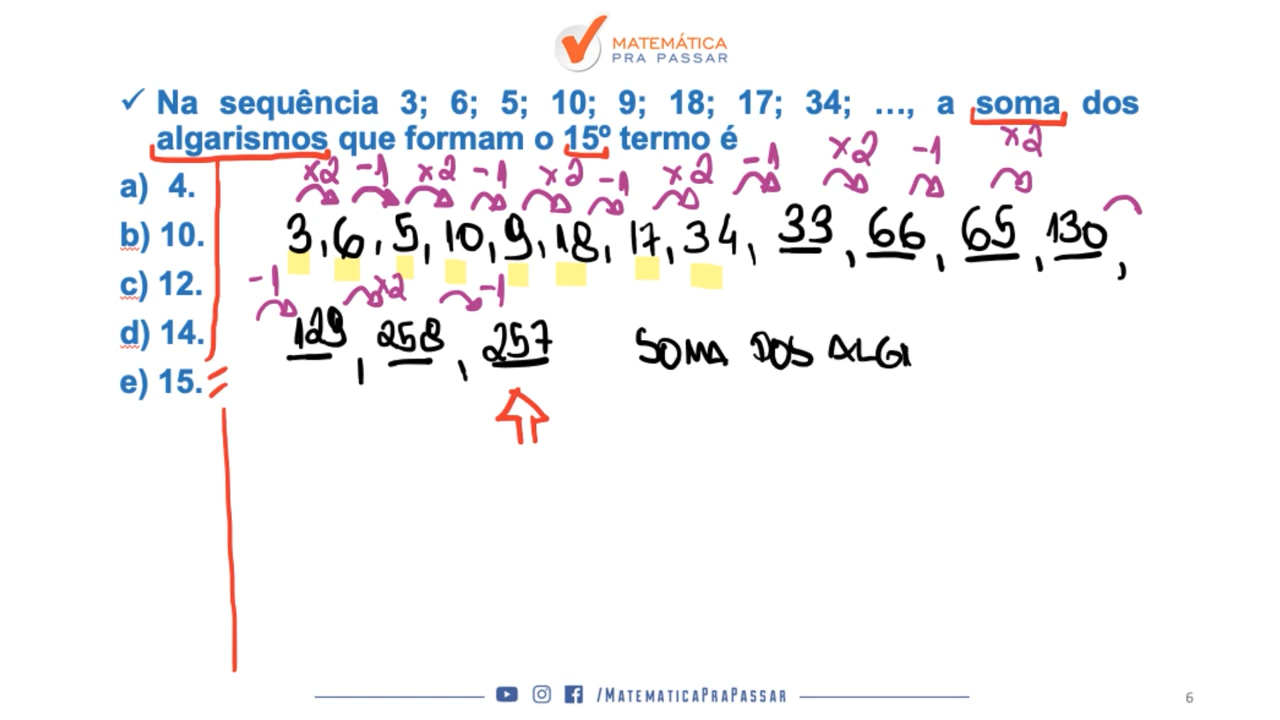 MATEMÁTICA
PRA PASSAR
✓ Na sequência 3; 6; 5; 10; 9; 18; 17; 34; ..., a soma dos
algarismos que formam o 15º termo é
a) 4.
b) 10.
c) 12.
d) 14.
e) 15.
x2 -1 x2 -1 x2 -1 x2 -1 x2 -1 x2
3, 6, 5, 10, 9, 18, 17, 34, 33, 66, 65, 130,
-1 x2 -1
129, 258, 257
SOMA DOS ALGI
/MATEMATICAPRAPASSAR
6